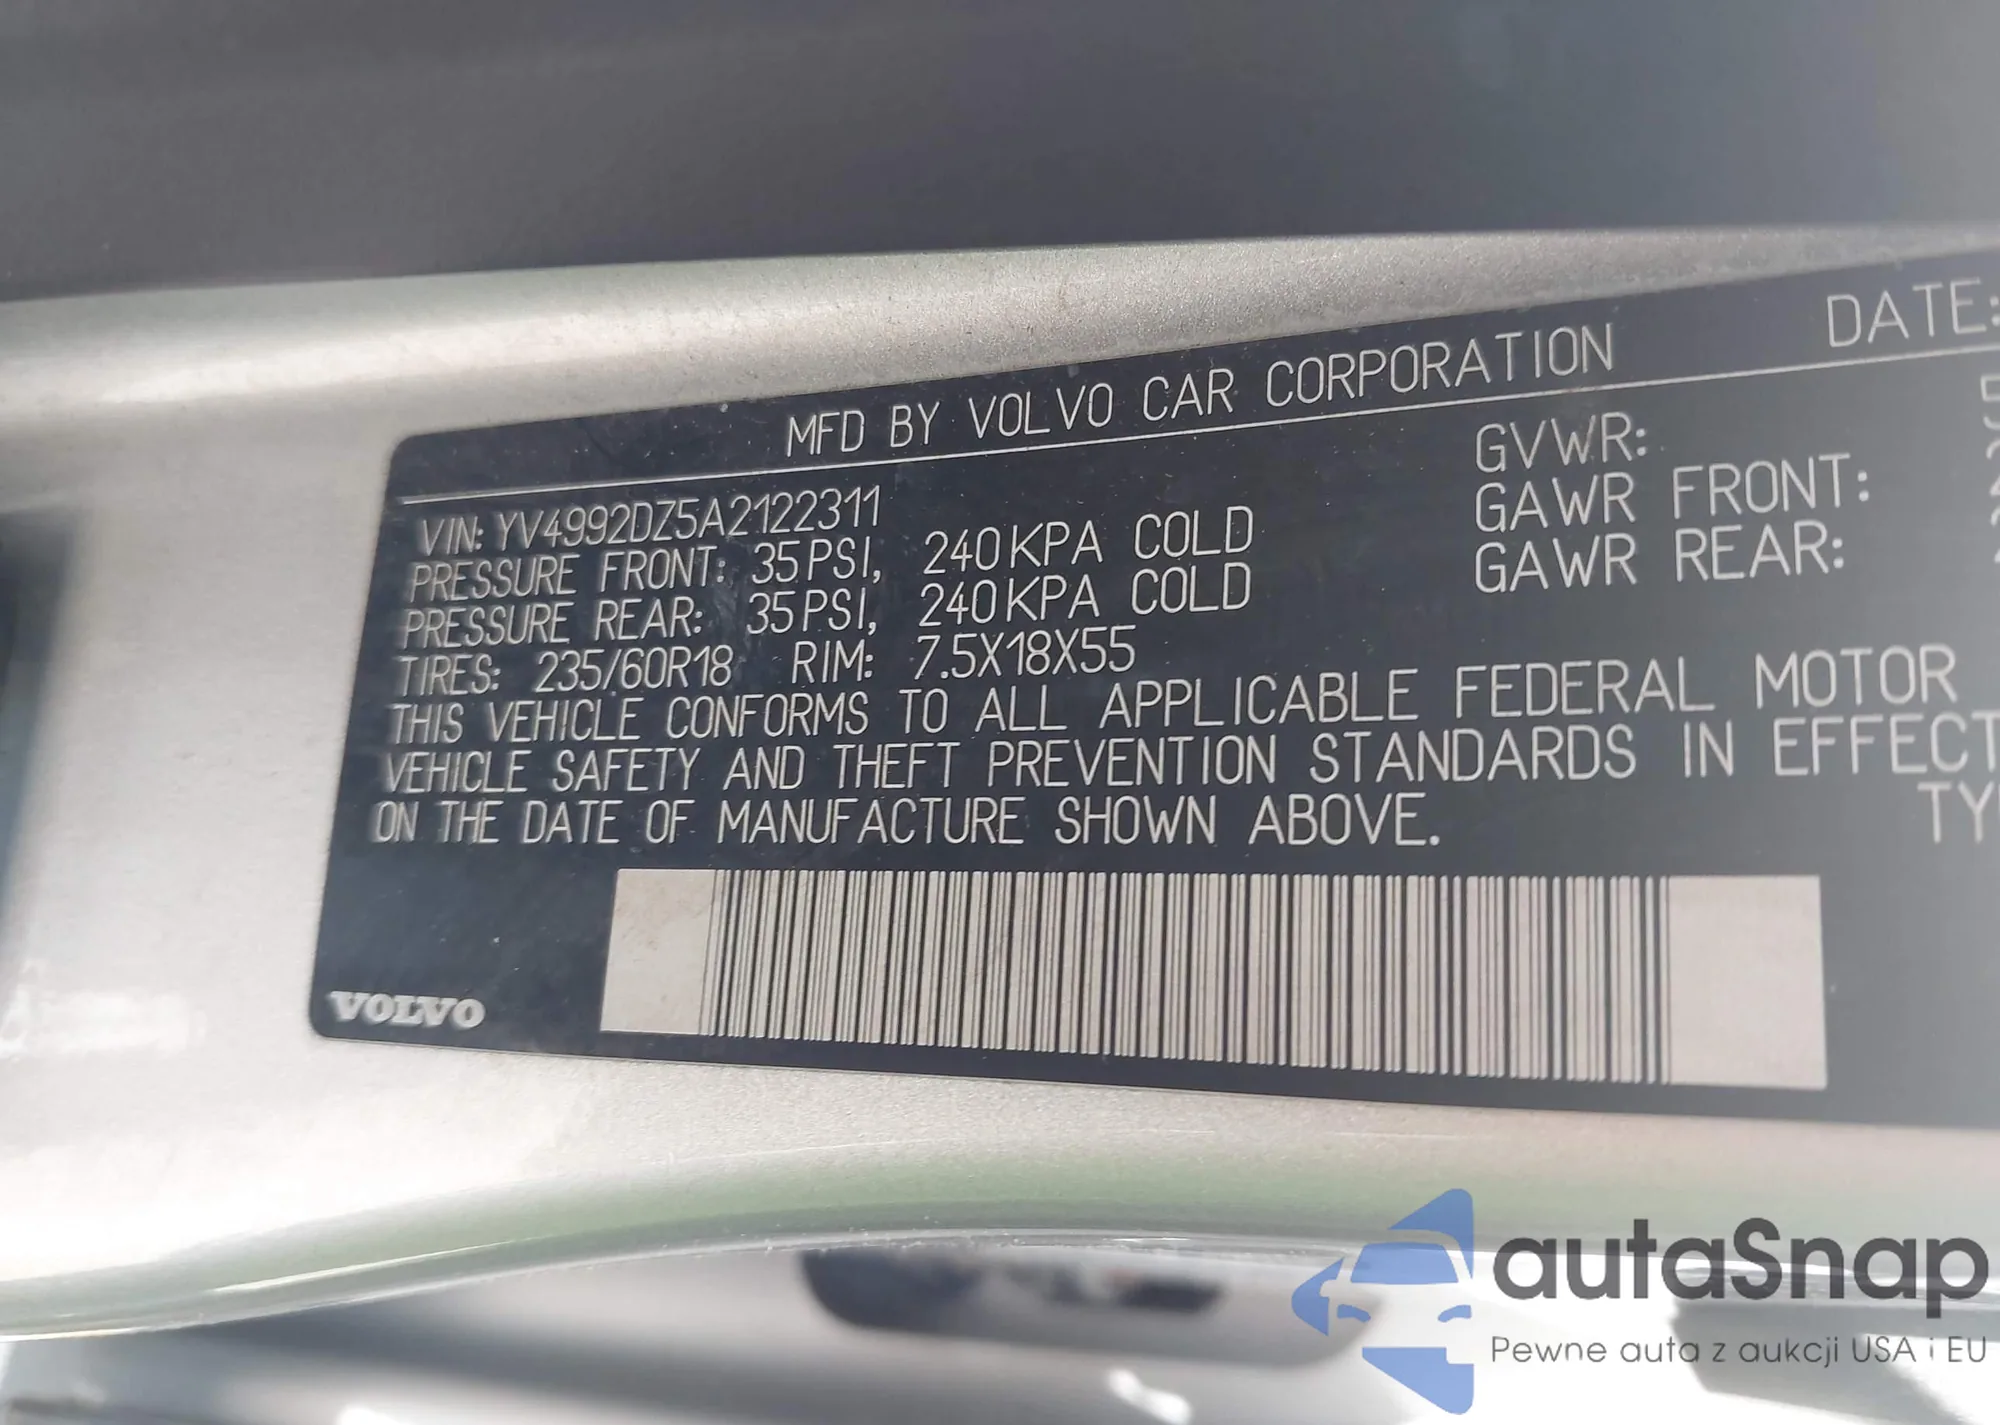 MFD BY VOLVO CAR CORPORATION DATE:
VIN: YV4992DZ5A2122311 GVWR:
PRESSURE FRONT: 35PSI, 240KPA COLD GAWR FRONT:
PRESSURE REAR: 35PSI, 240KPA COLD GAWR REAR:
TIRES: 235/60R18 RIM: 7.5X18X55
THIS VEHICLE CONFORMS TO ALL APPLICABLE FEDERAL MOTOR
VEHICLE SAFETY AND THEFT PREVENTION STANDARDS IN EFFECT
ON THE DATE OF MANUFACTURE SHOWN ABOVE.
VOLVO
autaSnap
Pewne auta z aukcji USA i EU